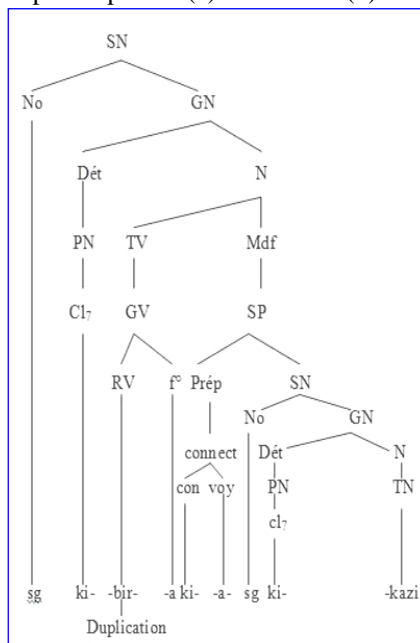 SN
No GN
Dét N
PN TV Mdf
Cl₇ GV SP
RV f° Prép SN
No GN
connect Dét N
con voy PN TN
cl₇
sg ki- -bir- -a ki- -a- sg ki- -kazi
Duplication